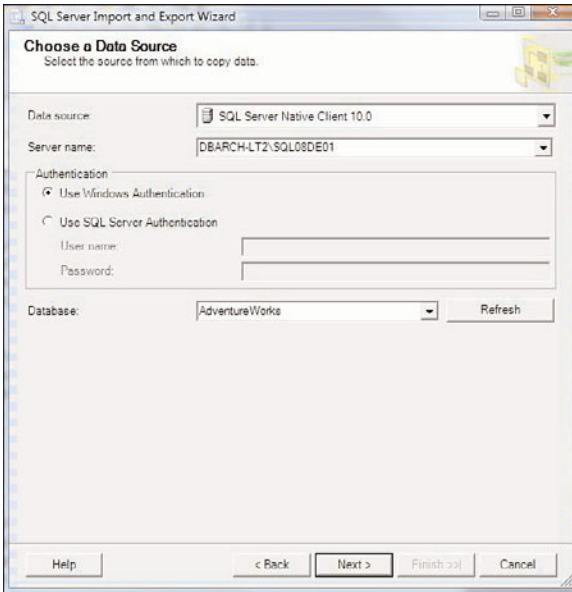 SQL Server Import and Export Wizard
Choose a Data Source
Select the source from which to copy data.
Data source:
SQL Server Native Client 10.0
Server name:
DBARCH-LT2\SQL08DE01
Authentication
Use Windows Authentication
Use SQL Server Authentication
User name:
Password:
Database:
AdventureWorks
Refresh
Help
< Back
Next >
Finish >>|
Cancel